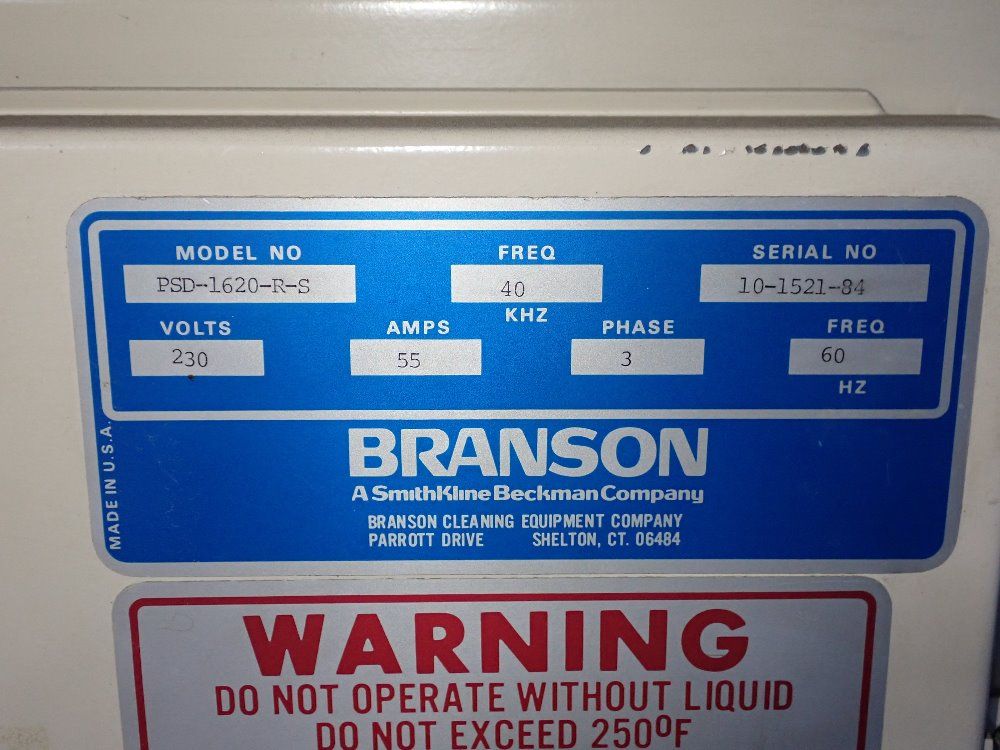 MODEL NO FREQ SERIAL NO
PSD-1620-R-S 40 10-1521-84
KHZ
VOLTS AMPS PHASE FREQ
230 55 3 60
HZ
MADE IN U.S.A.
BRANSON
A SmithKline Beckman Company
BRANSON CLEANING EQUIPMENT COMPANY
PARROTT DRIVE SHELTON, CT. 06484
WARNING
DO NOT OPERATE WITHOUT LIQUID
DO NOT EXCEED 250ºF